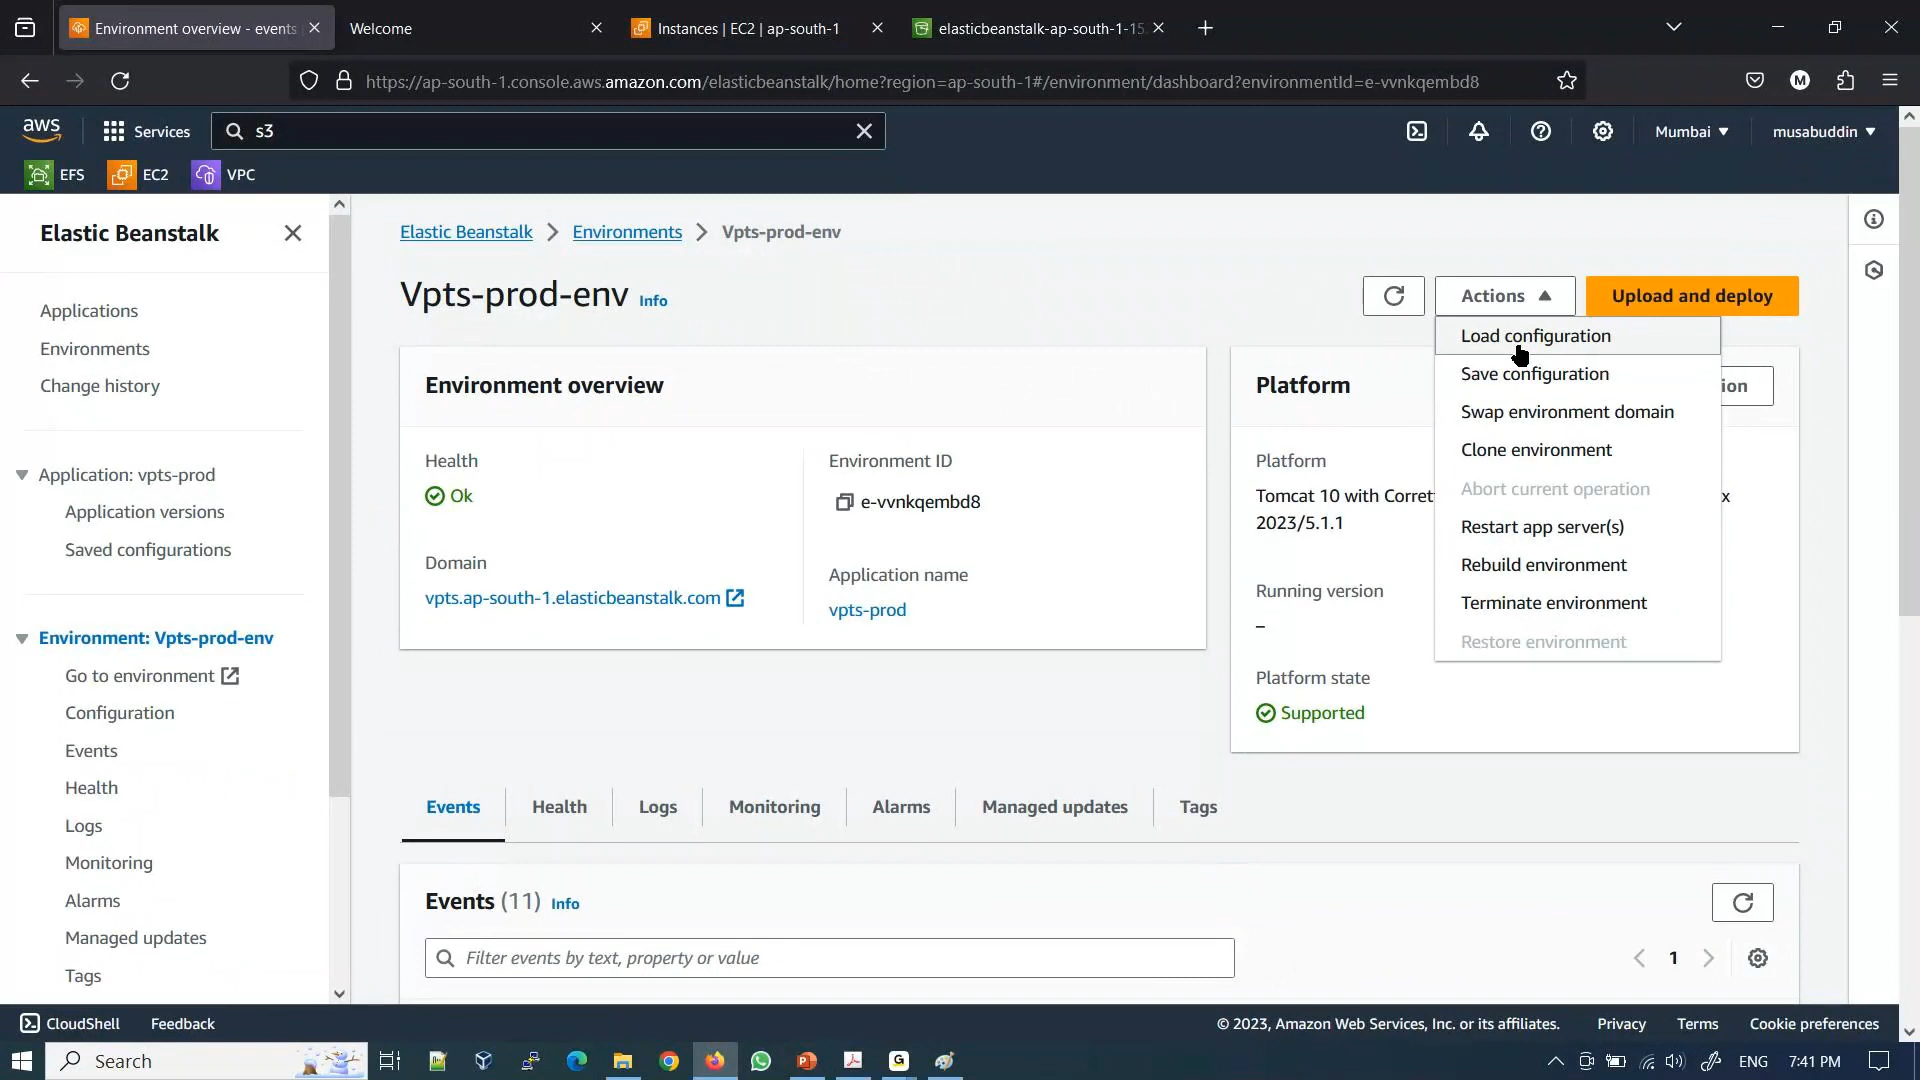 Environment overview - events
Welcome
Instances | EC2 | ap-south-1
elasticbeanstalk-ap-south-1-15
https://ap-south-1.console.aws.amazon.com/elasticbeanstalk/home?region=ap-south-1#/environment/dashboard?environmentId=e-vvnkqembd8
M
aws
Services
s3
Mumbai
musabuddin
EFS
EC2
VPC
Elastic Beanstalk
Applications
Environments
Change history
Application: vpts-prod
Application versions
Saved configurations
Environment: Vpts-prod-env
Go to environment
Configuration
Events
Health
Logs
Monitoring
Alarms
Managed updates
Tags
Elastic Beanstalk
Environments
Vpts-prod-env
Vpts-prod-env Info
Actions
Upload and deploy
Load configuration
Save configuration
Swap environment domain
Clone environment
Abort current operation
Restart app server(s)
Rebuild environment
Terminate environment
Restore environment
Environment overview
Health
Ok
Environment ID
e-vvnkqembd8
Domain
vpts.ap-south-1.elasticbeanstalk.com
Application name
vpts-prod
Platform
Platform
Tomcat 10 with Corret
2023/5.1.1
Running version
–
Platform state
Supported
Events
Health
Logs
Monitoring
Alarms
Managed updates
Tags
Events (11) Info
Filter events by text, property or value
1
CloudShell
Feedback
© 2023, Amazon Web Services, Inc. or its affiliates.
Privacy
Terms
Cookie preferences
Search
ENG
7:41 PM